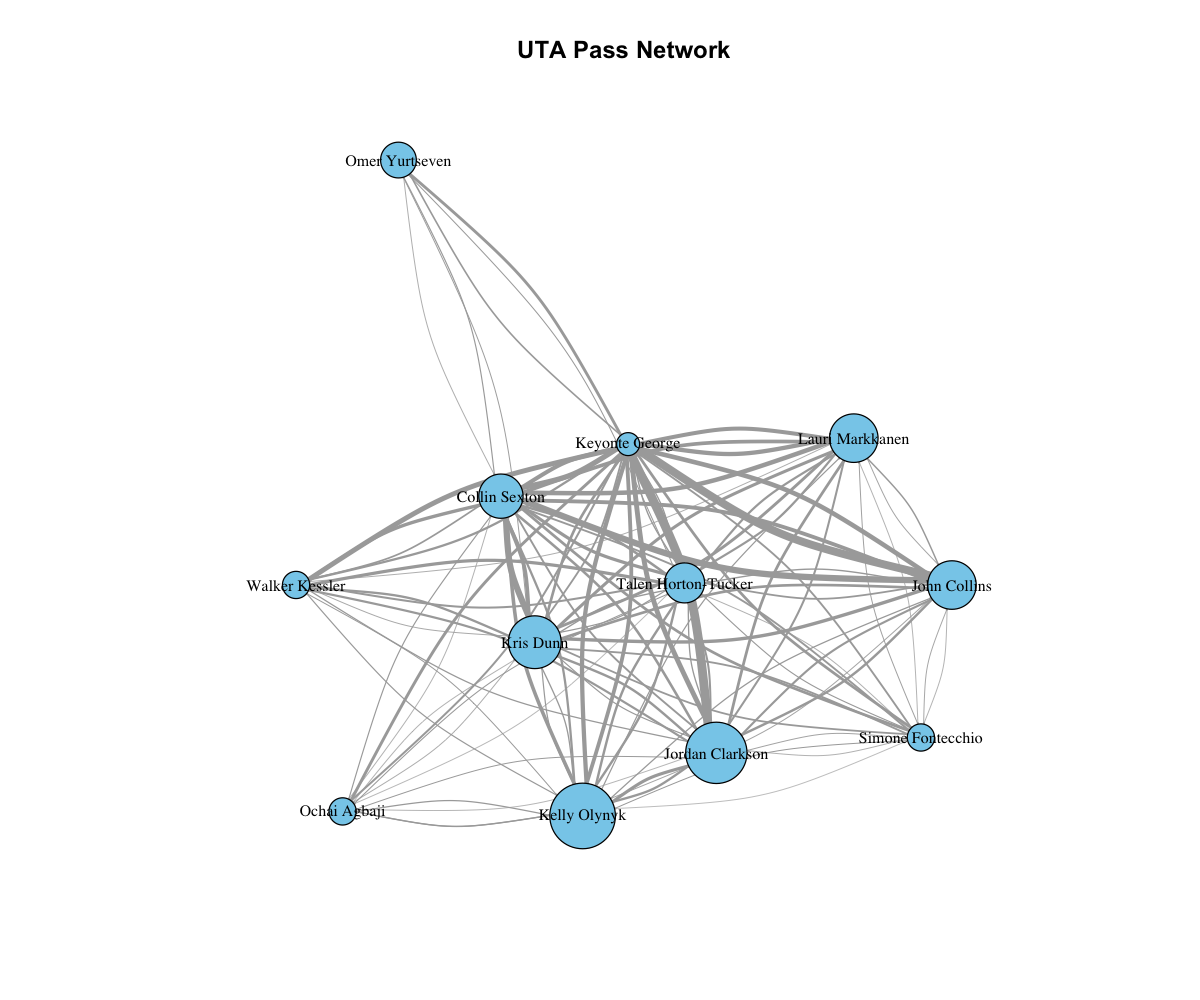 UTA Pass Network
Omer Yurtseven
Keyonte George
Lauri Markkanen
Collin Sexton
Walker Kessler
Talen Horton-Tucker
John Collins
Kris Dunn
Simone Fontecchio
Jordan Clarkson
Ochai Agbaji
Kelly Olynyk